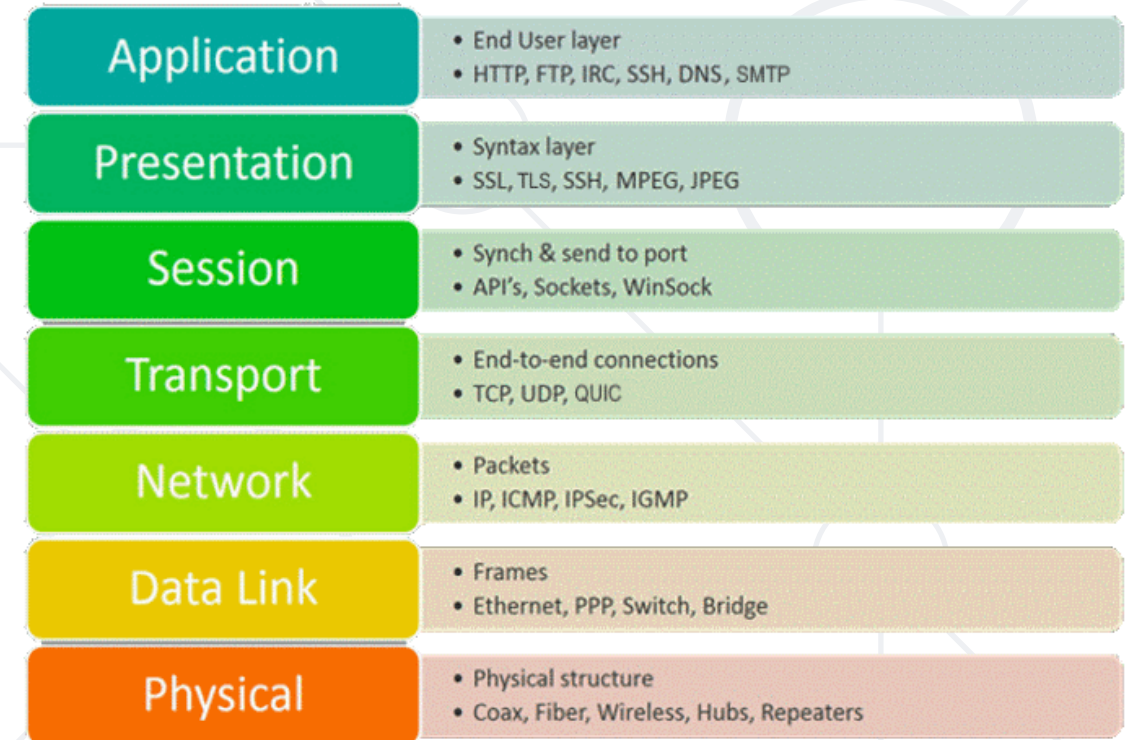 Application
• End User layer
• HTTP, FTP, IRC, SSH, DNS, SMTP
Presentation
• Syntax layer
• SSL, TLS, SSH, MPEG, JPEG
Session
• Synch & send to port
• API's, Sockets, WinSock
Transport
• End-to-end connections
• TCP, UDP, QUIC
Network
• Packets
• IP, ICMP, IPSec, IGMP
Data Link
• Frames
• Ethernet, PPP, Switch, Bridge
Physical
• Physical structure
• Coax, Fiber, Wireless, Hubs, Repeaters